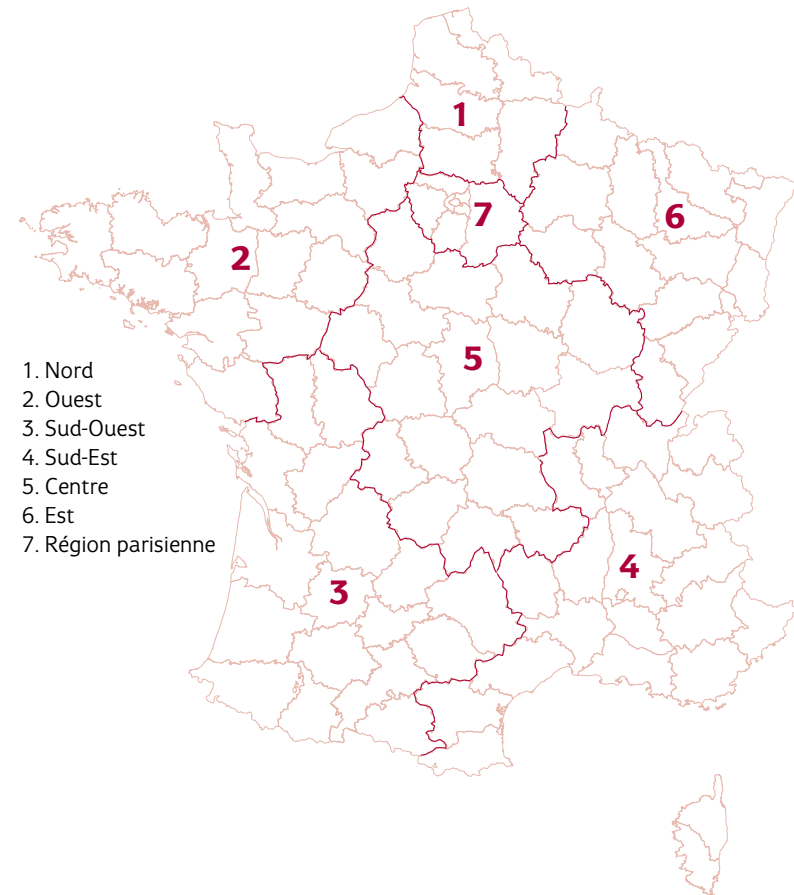 1
7
6
2
5
1. Nord
2. Ouest
3. Sud-Ouest
4. Sud-Est
5. Centre
6. Est
7. Région parisienne
4
3